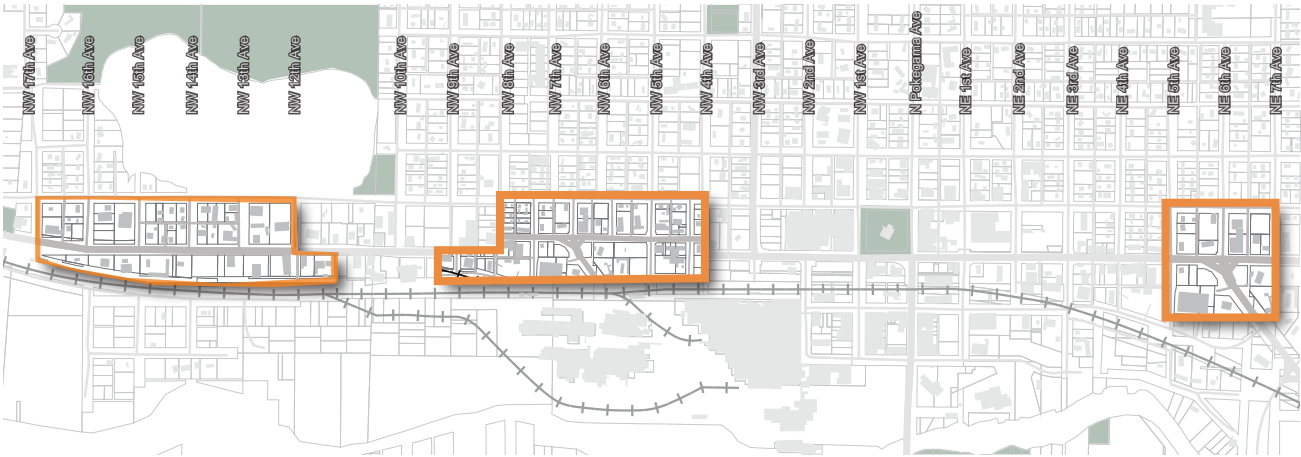 NW 17th Ave
NW 16th Ave
NW 15th Ave
NW 14th Ave
NW 13th Ave
NW 12th Ave
NW 10th Ave
NW 9th Ave
NW 8th Ave
NW 7th Ave
NW 6th Ave
NW 5th Ave
NW 4th Ave
NW 3rd Ave
NW 2nd Ave
NW 1st Ave
N Pokegama Ave
NE 1st Ave
NE 2nd Ave
NE 3rd Ave
NE 4th Ave
NE 5th Ave
NE 6th Ave
NE 7th Ave